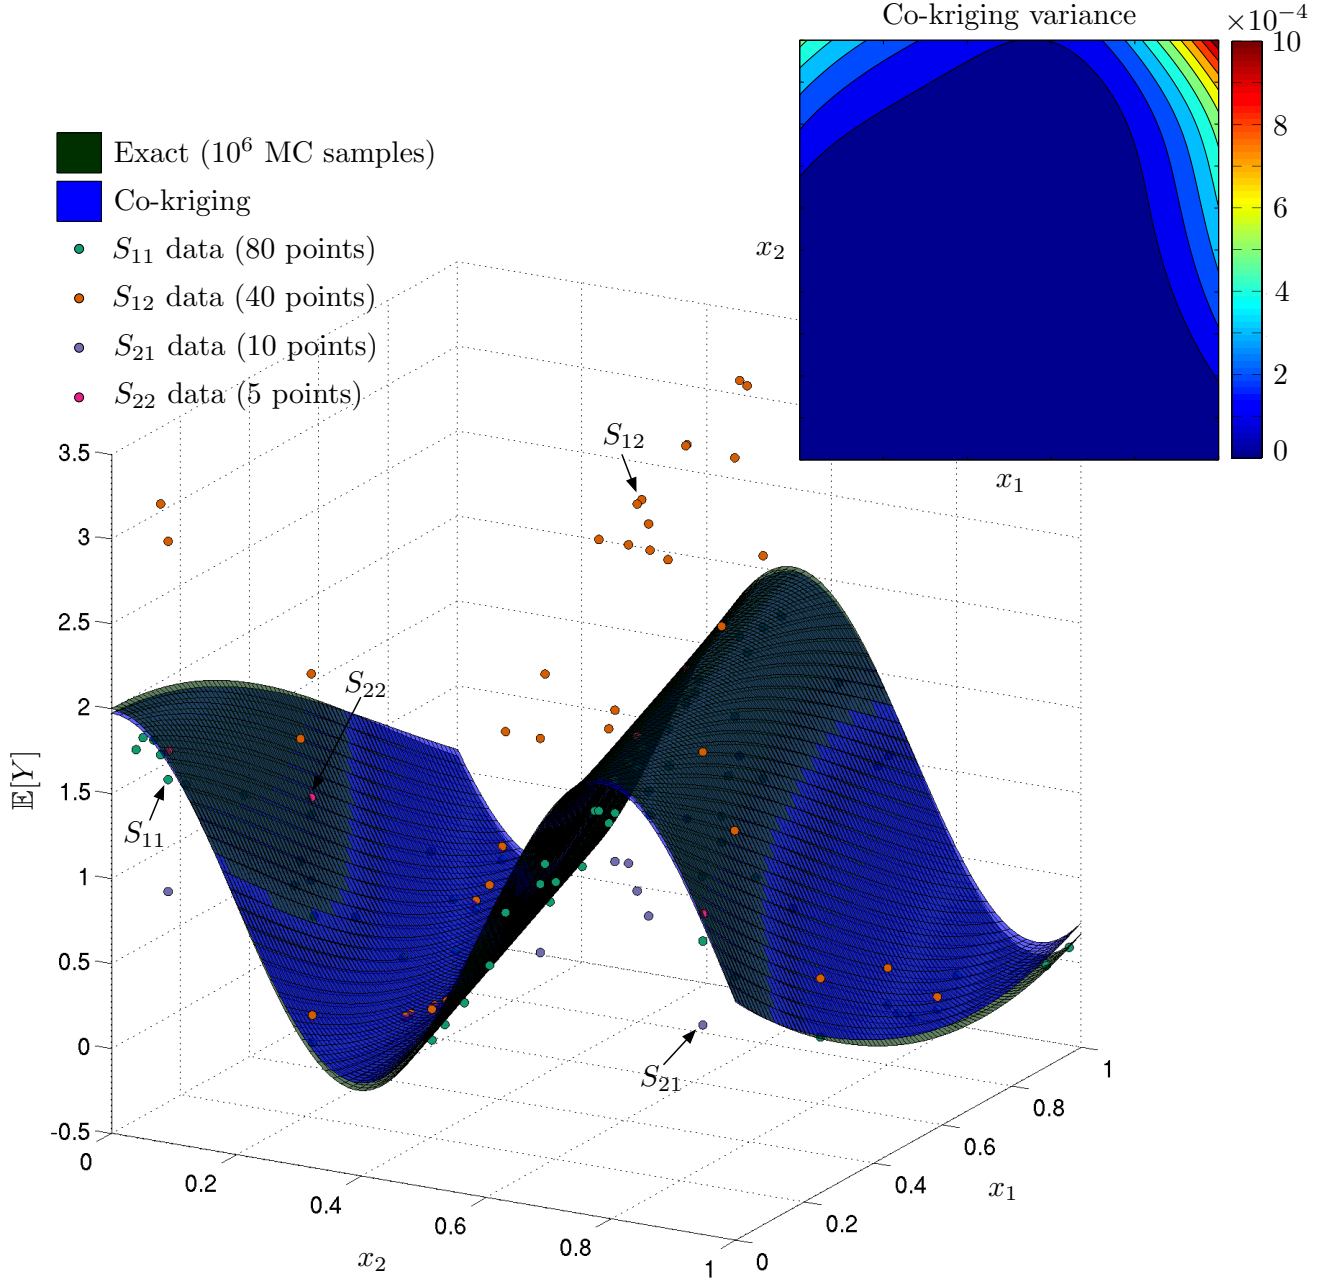 Co-kriging variance
×10⁻⁴
10
8
6
4
2
0
x₂
x₁
Exact (10⁶ MC samples)
Co-kriging
S₁₁ data (80 points)
S₁₂ data (40 points)
S₂₁ data (10 points)
S₂₂ data (5 points)
S₁₂
S₂₂
S₁₁
S₂₁
𝔼[Y]
3.5
3
2.5
2
1.5
1
0.5
0
-0.5
0
0.2
0.4
0.6
0.8
1
x₂
0
0.2
0.4
0.6
0.8
1
x₁